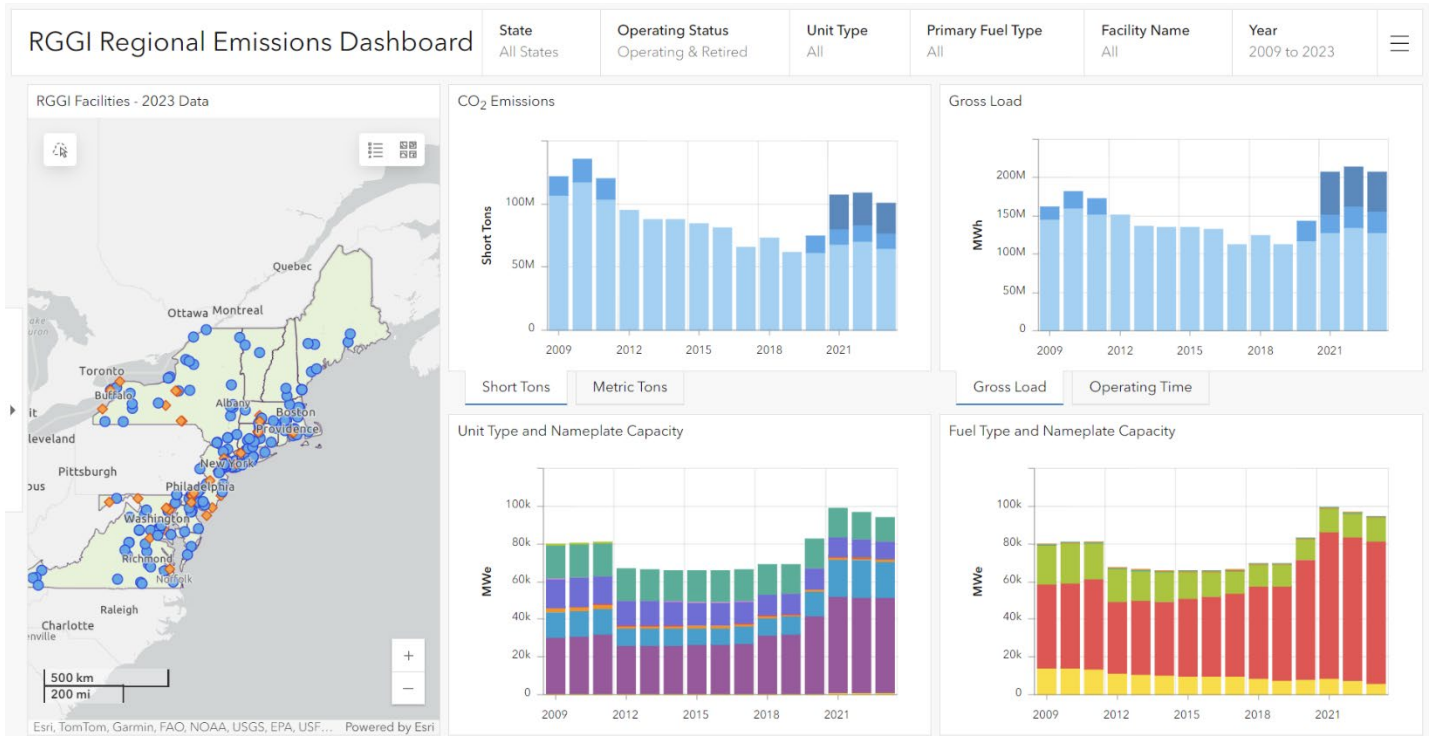 RGGI Regional Emissions Dashboard
State
All States
Operating Status
Operating & Retired
Unit Type
All
Primary Fuel Type
All
Facility Name
All
Year
2009 to 2023
RGGI Facilities - 2023 Data
Quebec
Ottawa Montreal
Toronto
Buffalo
Albany
Boston
Providence
it
leveland
New York
Pittsburgh
Philadelphia
bus
Washington
Richmond
Norfolk
Raleigh
Charlotte
enville
500 km
200 mi
+
−
Esri, TomTom, Garmin, FAO, NOAA, USGS, EPA, USF... Powered by Esri
CO2 Emissions
Short Tons
100M
50M
0
2009 2012 2015 2018 2021
Short Tons Metric Tons
Gross Load
MWh
200M
150M
100M
50M
0
2009 2012 2015 2018 2021
Gross Load Operating Time
Unit Type and Nameplate Capacity
MWe
100k
80k
60k
40k
20k
0
2009 2012 2015 2018 2021
Fuel Type and Nameplate Capacity
MWe
100k
80k
60k
40k
20k
0
2009 2012 2015 2018 2021